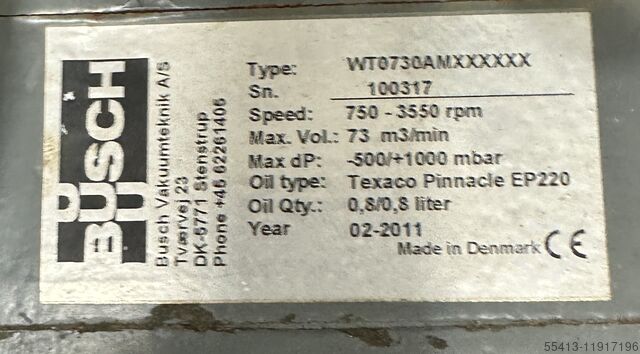 BUSCH
Busch Vakuumteknik A/S
Tværvej 23
DK-5771 Stenstrup
Phone +45 62261405
Type: WT0730AMXXXXXX
Sn. 100317
Speed: 750 - 3550 rpm
Max. Vol.: 73 m3/min
Max dP: -500/+1000 mbar
Oil type: Texaco Pinnacle EP220
Oil Qty.: 0,8/0,8 liter
Year 02-2011
Made in Denmark CE
55413-11917196